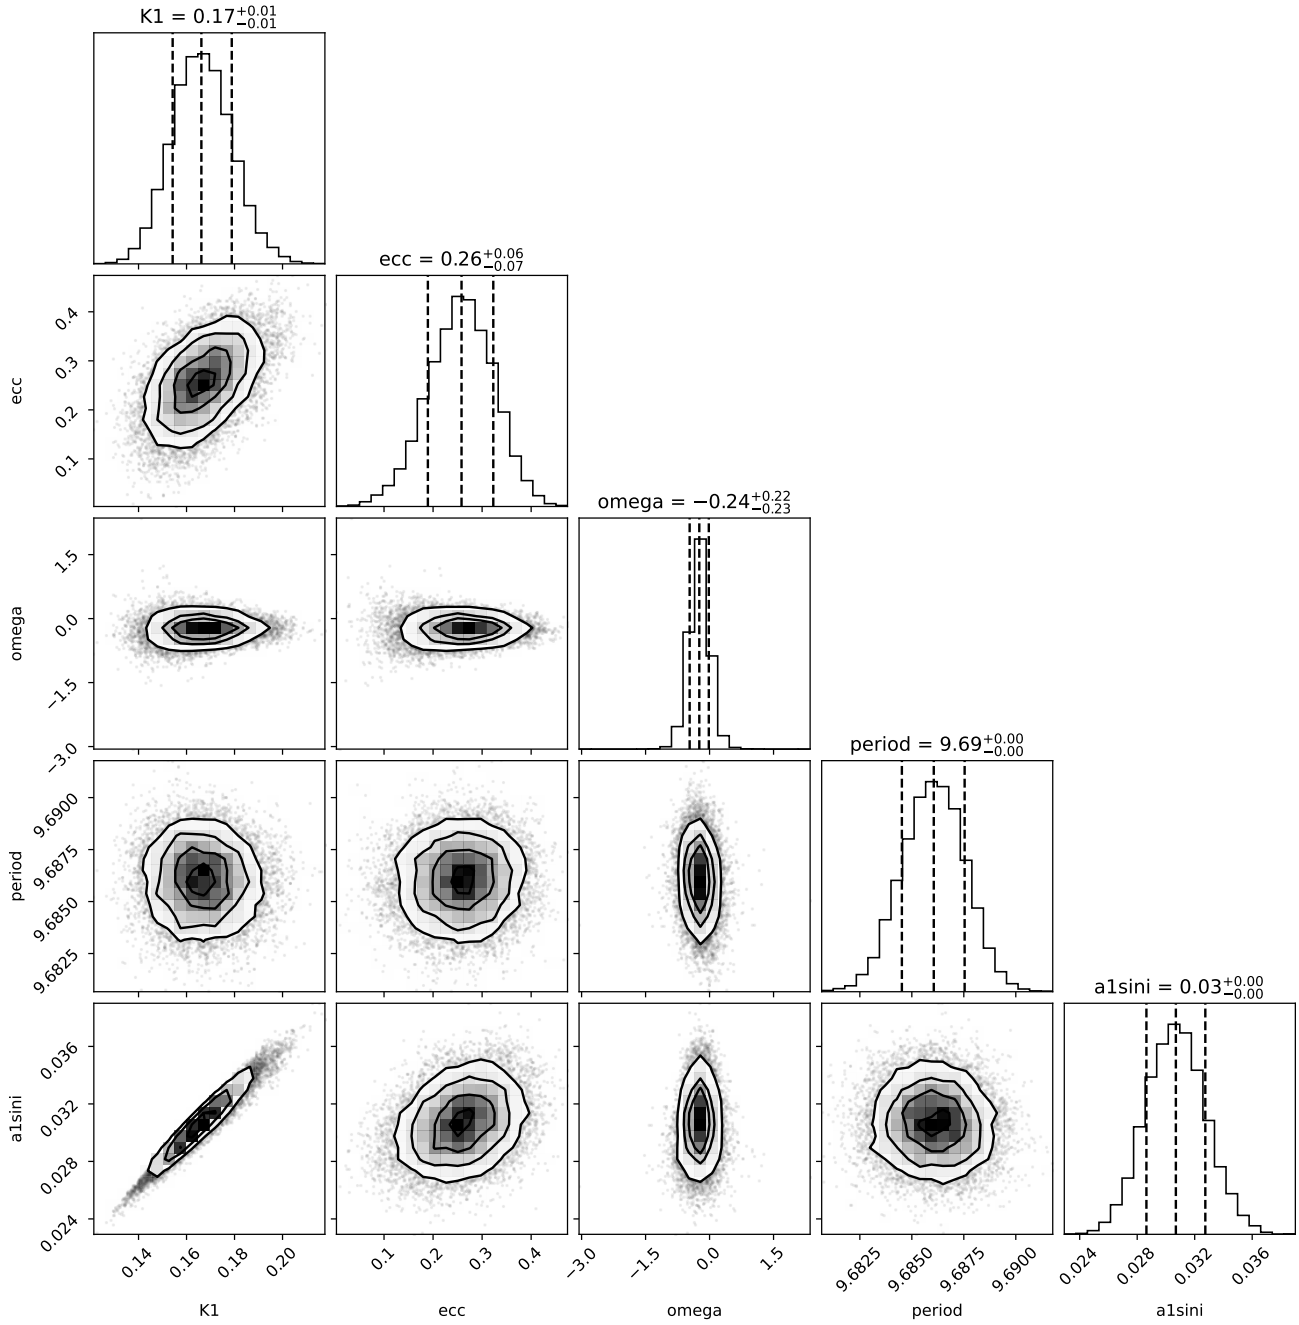 K1 = 0.17+0.01 −0.01
ecc = 0.26+0.06 −0.07
ecc
0.4
0.3
0.2
0.1
omega = −0.24+0.22 −0.23
omega
1.5
0.0
−1.5
−3.0
period = 9.69+0.00 −0.00
period
9.6900
9.6875
9.6850
9.6825
a1sini = 0.03+0.00 −0.00
a1sini
0.036
0.032
0.028
0.024
0.14 0.16 0.18 0.20
0.1 0.2 0.3 0.4
−3.0 −1.5 0.0 1.5
9.6825 9.6850 9.6875 9.6900
0.024 0.028 0.032 0.036
K1 ecc omega period a1sini